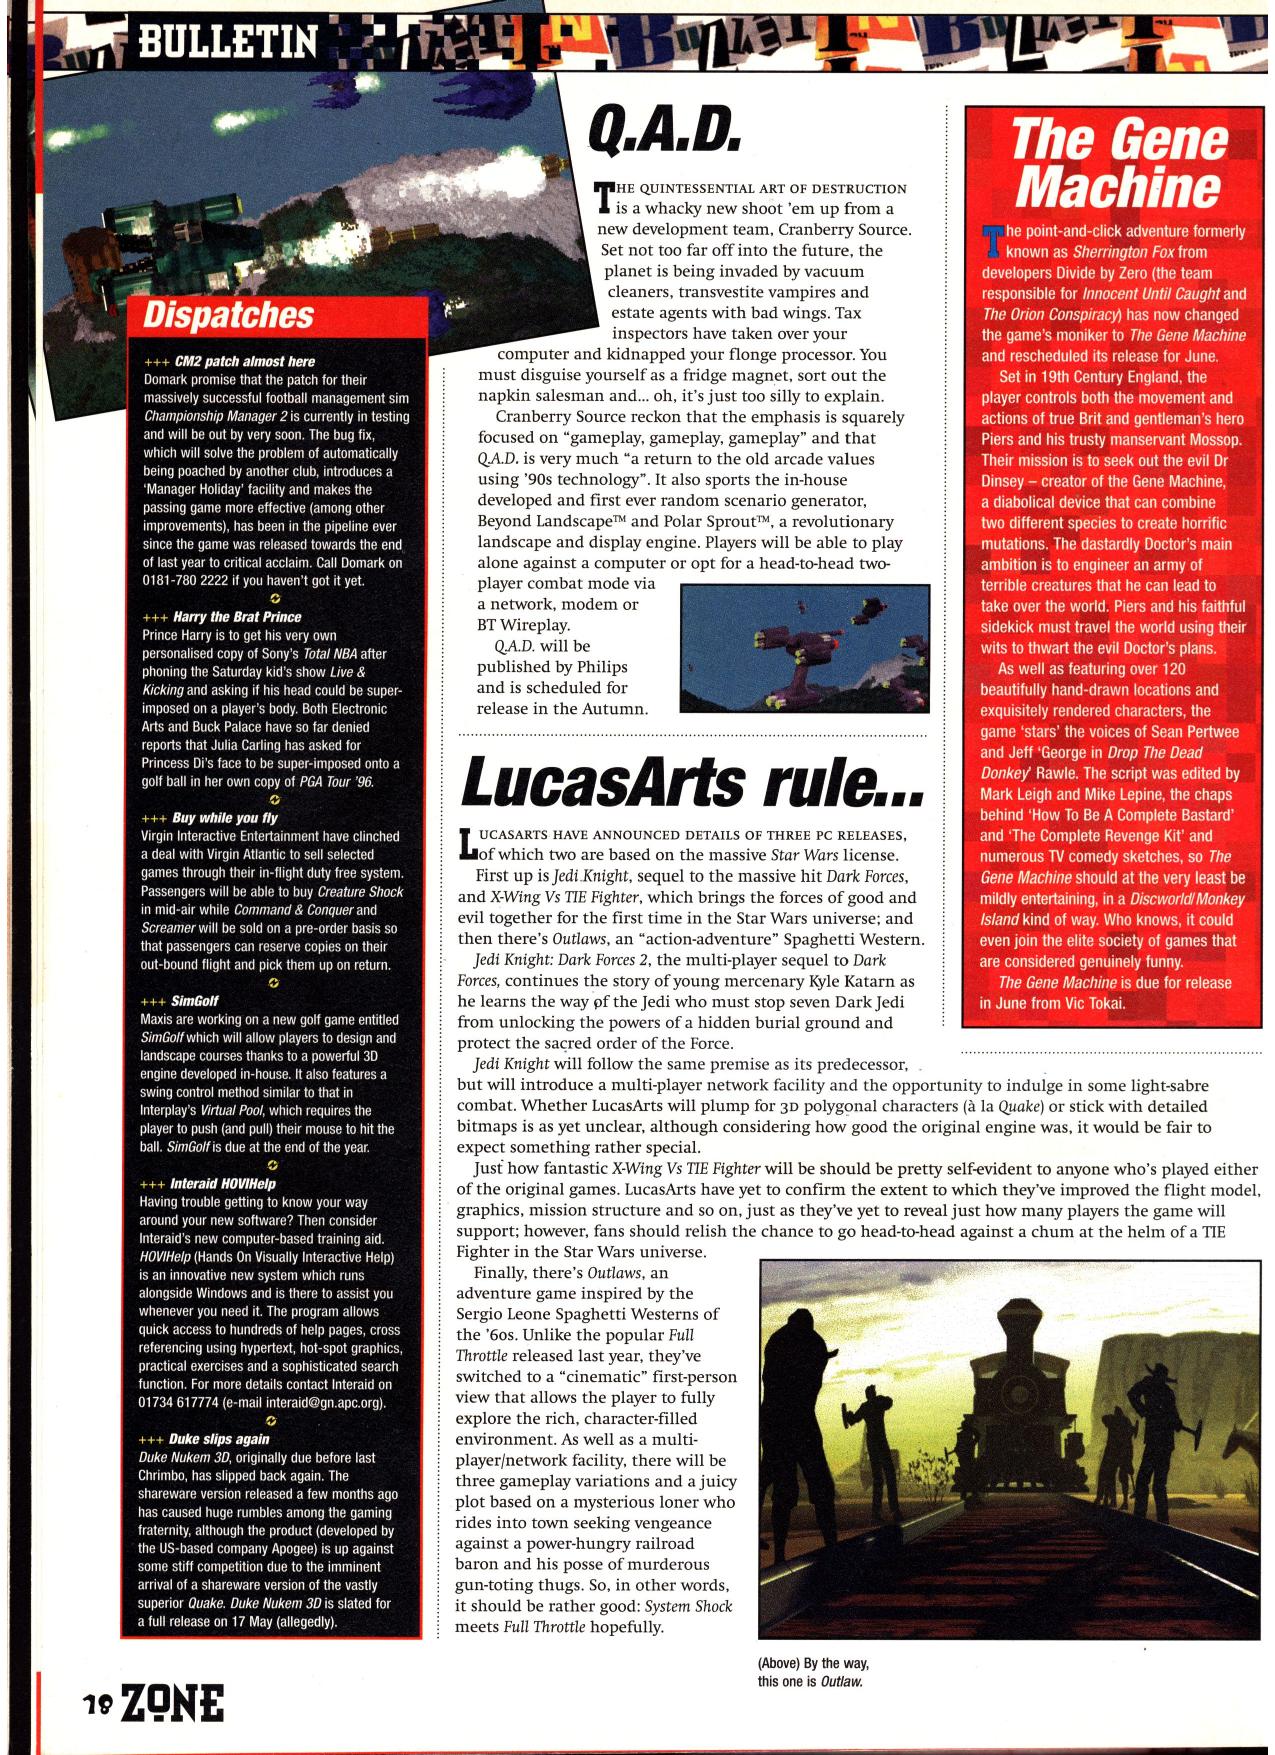 BULLETIN
Q.A.D.
THE QUINTESSENTIAL ART OF DESTRUCTION
is a whacky new shoot 'em up from a
new development team, Cranberry Source.
Set not too far off into the future, the
planet is being invaded by vacuum
cleaners, transvestite vampires and
estate agents with bad wings. Tax
inspectors have taken over your
computer and kidnapped your flonge processor. You
must disguise yourself as a fridge magnet, sort out the
napkin salesman and... oh, it's just too silly to explain.
Cranberry Source reckon that the emphasis is squarely
focused on “gameplay, gameplay, gameplay” and that
Q.A.D. is very much “a return to the old arcade values
using '90s technology”. It also sports the in-house
developed and first ever random scenario generator,
Beyond Landscape™ and Polar Sprout™, a revolutionary
landscape and display engine. Players will be able to play
alone against a computer or opt for a head-to-head two-
player combat mode via
a network, modem or
BT Wireplay.
Q.A.D. will be
published by Philips
and is scheduled for
release in the Autumn.
The Gene
Machine
The point-and-click adventure formerly
known as Sherrington Fox from
developers Divide by Zero (the team
responsible for Innocent Until Caught and
The Orion Conspiracy) has now changed
the game's moniker to The Gene Machine
and rescheduled its release for June.
Set in 19th Century England, the
player controls both the movement and
actions of true Brit and gentleman's hero
Piers and his trusty manservant Mossop.
Their mission is to seek out the evil Dr
Dinsey – creator of the Gene Machine,
a diabolical device that can combine
two different species to create horrific
mutations. The dastardly Doctor's main
ambition is to engineer an army of
terrible creatures that he can lead to
take over the world. Piers and his faithful
sidekick must travel the world using their
wits to thwart the evil Doctor's plans.
As well as featuring over 120
beautifully hand-drawn locations and
exquisitely rendered characters, the
game 'stars' the voices of Sean Pertwee
and Jeff 'George in Drop The Dead
Donkey' Rawle. The script was edited by
Mark Leigh and Mike Lepine, the chaps
behind 'How To Be A Complete Bastard'
and 'The Complete Revenge Kit' and
numerous TV comedy sketches, so The
Gene Machine should at the very least be
mildly entertaining, in a Discworld/Monkey
Island kind of way. Who knows, it could
even join the elite society of games that
are considered genuinely funny.
The Gene Machine is due for release
in June from Vic Tokai.
Dispatches
+++ CM2 patch almost here
Domark promise that the patch for their
massively successful football management sim
Championship Manager 2 is currently in testing
and will be out by very soon. The bug fix,
which will solve the problem of automatically
being poached by another club, introduces a
'Manager Holiday' facility and makes the
passing game more effective (among other
improvements), has been in the pipeline ever
since the game was released towards the end
of last year to critical acclaim. Call Domark on
0181-780 2222 if you haven't got it yet.
+++ Harry the Brat Prince
Prince Harry is to get his very own
personalised copy of Sony's Total NBA after
phoning the Saturday kid's show Live &
Kicking and asking if his head could be super-
imposed on a player's body. Both Electronic
Arts and Buck Palace have so far denied
reports that Julia Carling has asked for
Princess Di's face to be super-imposed onto a
golf ball in her own copy of PGA Tour '96.
+++ Buy while you fly
Virgin Interactive Entertainment have clinched
a deal with Virgin Atlantic to sell selected
games through their in-flight duty free system.
Passengers will be able to buy Creature Shock
in mid-air while Command & Conquer and
Screamer will be sold on a pre-order basis so
that passengers can reserve copies on their
out-bound flight and pick them up on return.
+++ SimGolf
Maxis are working on a new golf game entitled
SimGolf which will allow players to design and
landscape courses thanks to a powerful 3D
engine developed in-house. It also features a
swing control method similar to that in
Interplay's Virtual Pool, which requires the
player to push (and pull) their mouse to hit the
ball. SimGolf is due at the end of the year.
+++ Interaid HOVIHelp
Having trouble getting to know your way
around your new software? Then consider
Interaid's new computer-based training aid.
HOVIHelp (Hands On Visually Interactive Help)
is an innovative new system which runs
alongside Windows and is there to assist you
whenever you need it. The program allows
quick access to hundreds of help pages, cross
referencing using hypertext, hot-spot graphics,
practical exercises and a sophisticated search
function. For more details contact Interaid on
01734 617774 (e-mail interaid@gn.apc.org).
+++ Duke slips again
Duke Nukem 3D, originally due before last
Chrimbo, has slipped back again. The
shareware version released a few months ago
has caused huge rumbles among the gaming
fraternity, although the product (developed by
the US-based company Apogee) is up against
some stiff competition due to the imminent
arrival of a shareware version of the vastly
superior Quake. Duke Nukem 3D is slated for
a full release on 17 May (allegedly).
LucasArts rule...
LUCASARTS HAVE ANNOUNCED DETAILS OF THREE PC RELEASES,
of which two are based on the massive Star Wars license.
First up is Jedi Knight, sequel to the massive hit Dark Forces,
and X-Wing Vs TIE Fighter, which brings the forces of good and
evil together for the first time in the Star Wars universe; and
then there's Outlaws, an “action-adventure” Spaghetti Western.
Jedi Knight: Dark Forces 2, the multi-player sequel to Dark
Forces, continues the story of young mercenary Kyle Katarn as
he learns the way of the Jedi who must stop seven Dark Jedi
from unlocking the powers of a hidden burial ground and
protect the sacred order of the Force.
Jedi Knight will follow the same premise as its predecessor,
but will introduce a multi-player network facility and the opportunity to indulge in some light-sabre
combat. Whether LucasArts will plump for 3D polygonal characters (à la Quake) or stick with detailed
bitmaps is as yet unclear, although considering how good the original engine was, it would be fair to
expect something rather special.
Just how fantastic X-Wing Vs TIE Fighter will be should be pretty self-evident to anyone who's played either
of the original games. LucasArts have yet to confirm the extent to which they've improved the flight model,
graphics, mission structure and so on, just as they've yet to reveal just how many players the game will
support; however, fans should relish the chance to go head-to-head against a chum at the helm of a TIE
Fighter in the Star Wars universe.
Finally, there's Outlaws, an
adventure game inspired by the
Sergio Leone Spaghetti Westerns of
the '6os. Unlike the popular Full
Throttle released last year, they've
switched to a “cinematic” first-person
view that allows the player to fully
explore the rich, character-filled
environment. As well as a multi-
player/network facility, there will be
three gameplay variations and a juicy
plot based on a mysterious loner who
rides into town seeking vengeance
against a power-hungry railroad
baron and his posse of murderous
gun-toting thugs. So, in other words,
it should be rather good: System Shock
meets Full Throttle hopefully.
(Above) By the way,
this one is Outlaw.
18 ZONE